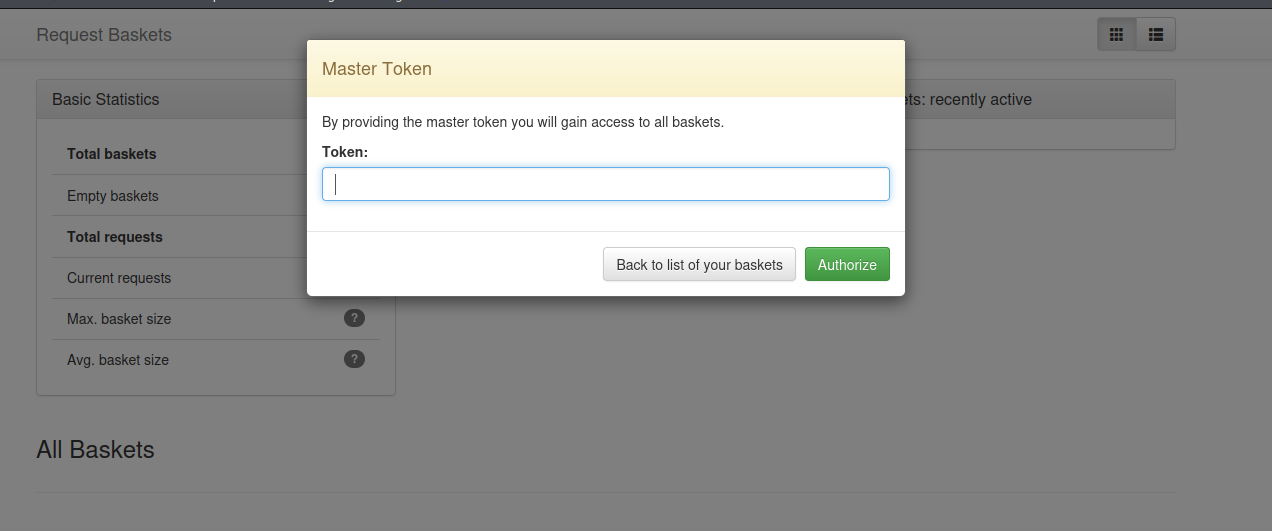 Request Baskets
Master Token
By providing the master token you will gain access to all baskets.
Token:
Back to list of your baskets
Authorize
Basic Statistics
Total baskets
Empty baskets
Total requests
Current requests
Max. basket size ?
Avg. basket size ?
recently active
All Baskets